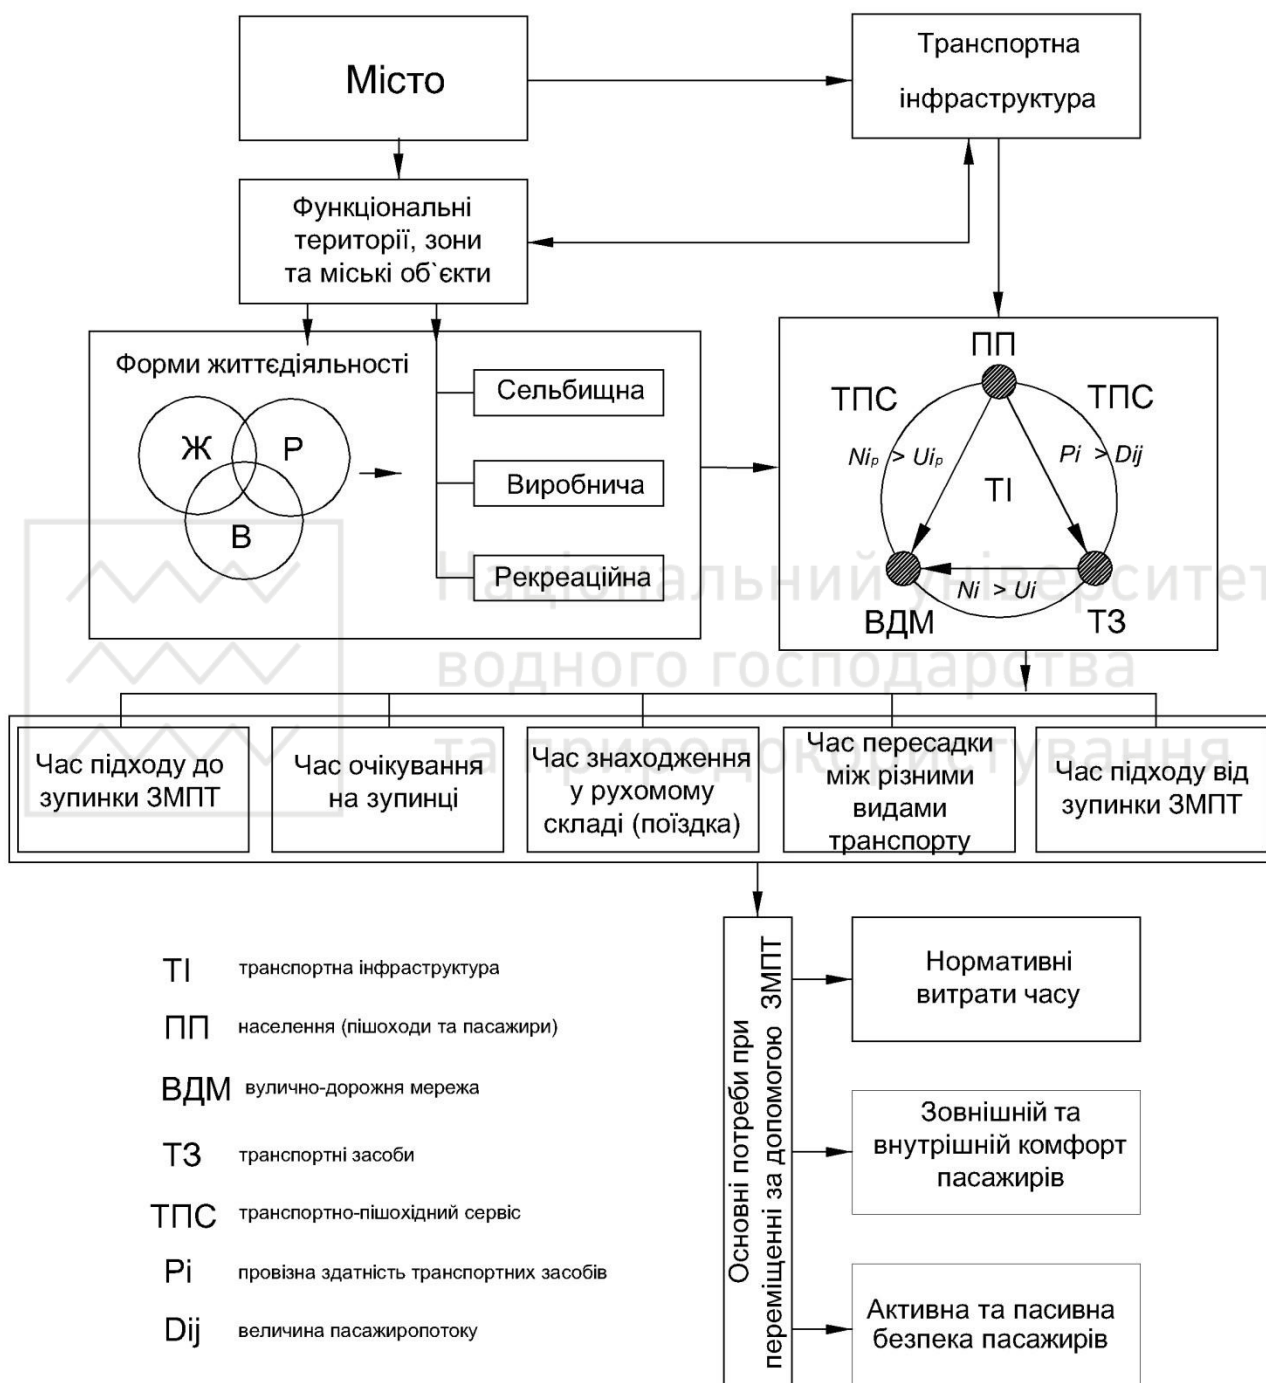 Місто
Транспортна
інфраструктура
Функціональні
території, зони
та міські об`єкти
Форми життєдіяльності
Ж
Р
В
Сельбищна
Виробнича
Рекреаційна
ПП
ТПС
ТПС
Niₚ > Uiₚ
Pi > Dij
ТІ
Ni > Ui
ВДМ
ТЗ
Національний університет
водного господарства
та природокористування
Час підходу до
зупинки ЗМПТ
Час очікування
на зупинці
Час знаходження
у рухомому
складі (поїздка)
Час пересадки
між різними
видами
транспорту
Час підходу від
зупинки ЗМПТ
Основні потреби при
переміщенні за допомогою ЗМПТ
Нормативні
витрати часу
Зовнішній та
внутрішній комфорт
пасажирів
Активна та пасивна
безпека пасажирів
ТІ транспортна інфраструктура
ПП населення (пішоходи та пасажири)
ВДМ вулично-дорожня мережа
ТЗ транспортні засоби
ТПС транспортно-пішохідний сервіс
Pi провізна здатність транспортних засобів
Dij величина пасажиропотоку